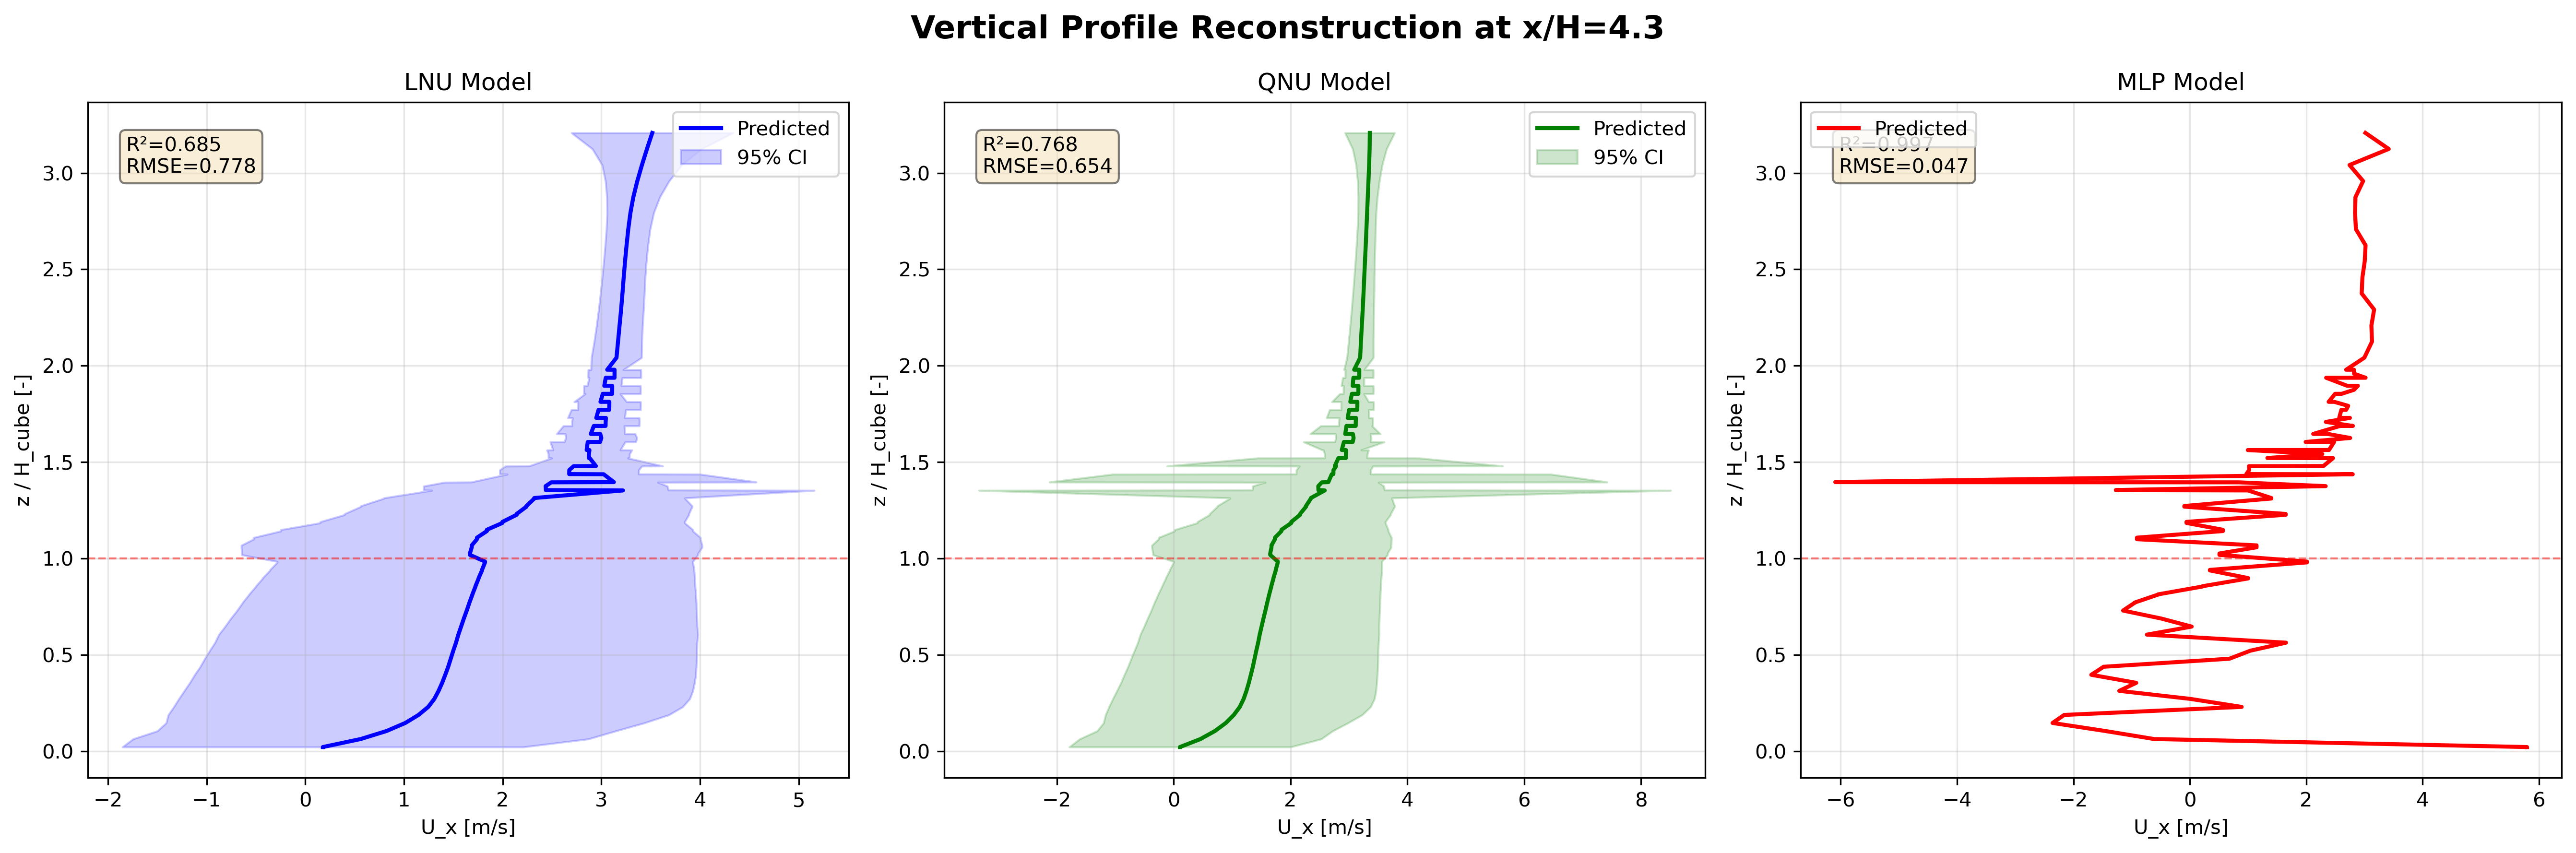 Vertical Profile Reconstruction at x/H=4.3
LNU Model
R²=0.685
RMSE=0.778
Predicted
95% CI
3.0
2.5
2.0
1.5
1.0
0.5
0.0
z / H_cube [-]
−2 −1 0 1 2 3 4 5
U_x [m/s]
QNU Model
R²=0.768
RMSE=0.654
Predicted
95% CI
3.0
2.5
2.0
1.5
1.0
0.5
0.0
z / H_cube [-]
−2 0 2 4 6 8
U_x [m/s]
MLP Model
Predicted
R²=0.997
RMSE=0.047
3.0
2.5
2.0
1.5
1.0
0.5
0.0
z / H_cube [-]
−6 −4 −2 0 2 4 6
U_x [m/s]